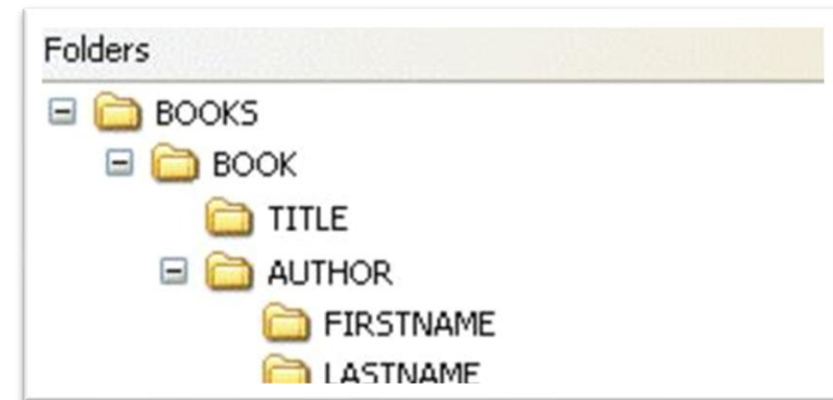 Folders
BOOKS
BOOK
TITLE
AUTHOR
FIRSTNAME
LASTNAME